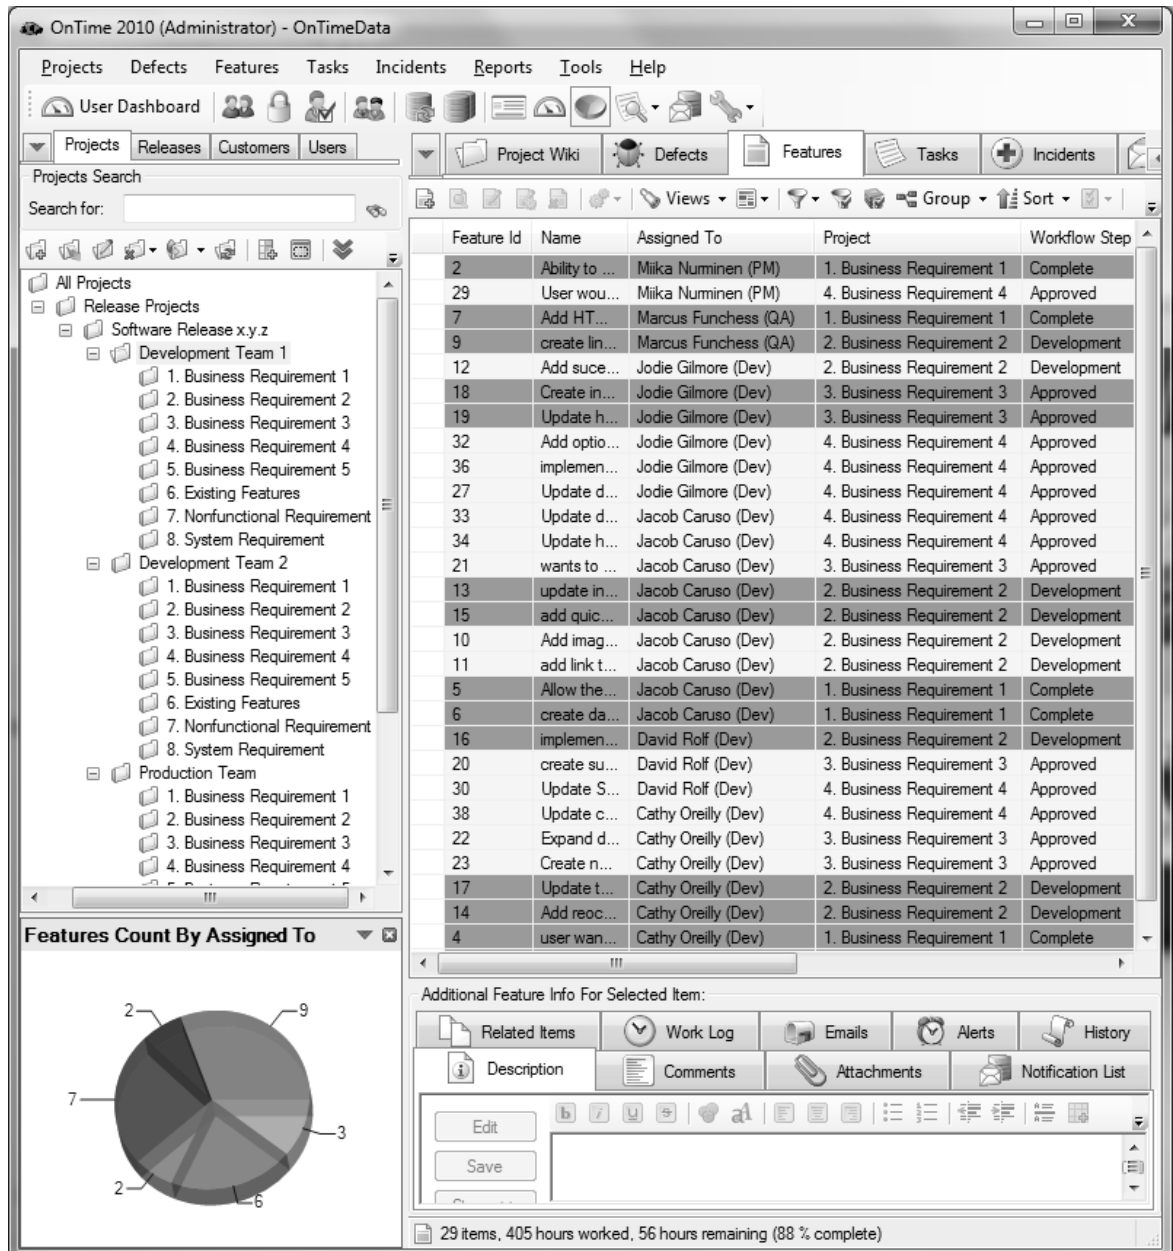 OnTime 2010 (Administrator) - OnTimeData
Projects Defects Features Tasks Incidents Reports Tools Help
User Dashboard
Projects Releases Customers Users
Projects Search
Search for:
All Projects
Release Projects
Software Release x.y.z
Development Team 1
1. Business Requirement 1
2. Business Requirement 2
3. Business Requirement 3
4. Business Requirement 4
5. Business Requirement 5
6. Existing Features
7. Nonfunctional Requirement
8. System Requirement
Development Team 2
1. Business Requirement 1
2. Business Requirement 2
3. Business Requirement 3
4. Business Requirement 4
5. Business Requirement 5
6. Existing Features
7. Nonfunctional Requirement
8. System Requirement
Production Team
1. Business Requirement 1
2. Business Requirement 2
3. Business Requirement 3
4. Business Requirement 4
Features Count By Assigned To
2
9
7
3
2
6
Project Wiki Defects Features Tasks Incidents
Views Group Sort
Feature Id Name Assigned To Project Workflow Step
2 Ability to ... Miika Numminen (PM) 1. Business Requirement 1 Complete
29 User wou... Miika Numminen (PM) 4. Business Requirement 4 Approved
7 Add HT... Marcus Funchess (QA) 1. Business Requirement 1 Complete
9 create lin... Marcus Funchess (QA) 2. Business Requirement 2 Development
12 Add suce... Jodie Gilmore (Dev) 2. Business Requirement 2 Development
18 Create in... Jodie Gilmore (Dev) 3. Business Requirement 3 Approved
19 Update h... Jodie Gilmore (Dev) 3. Business Requirement 3 Approved
32 Add optio... Jodie Gilmore (Dev) 4. Business Requirement 4 Approved
36 implemen... Jodie Gilmore (Dev) 4. Business Requirement 4 Approved
27 Update d... Jodie Gilmore (Dev) 4. Business Requirement 4 Approved
33 Update d... Jacob Caruso (Dev) 4. Business Requirement 4 Approved
34 Update h... Jacob Caruso (Dev) 4. Business Requirement 4 Approved
21 wants to ... Jacob Caruso (Dev) 3. Business Requirement 3 Approved
13 update in... Jacob Caruso (Dev) 2. Business Requirement 2 Development
15 add quic... Jacob Caruso (Dev) 2. Business Requirement 2 Development
10 Add imag... Jacob Caruso (Dev) 2. Business Requirement 2 Development
11 add link t... Jacob Caruso (Dev) 2. Business Requirement 2 Development
5 Allow the... Jacob Caruso (Dev) 1. Business Requirement 1 Complete
6 create da... Jacob Caruso (Dev) 1. Business Requirement 1 Complete
16 implemen... David Rolf (Dev) 2. Business Requirement 2 Development
20 create su... David Rolf (Dev) 3. Business Requirement 3 Approved
30 Update S... David Rolf (Dev) 4. Business Requirement 4 Approved
38 Update c... Cathy Oreilly (Dev) 4. Business Requirement 4 Approved
22 Expand d... Cathy Oreilly (Dev) 3. Business Requirement 3 Approved
23 Create n... Cathy Oreilly (Dev) 3. Business Requirement 3 Approved
17 Update t... Cathy Oreilly (Dev) 2. Business Requirement 2 Development
14 Add reoc... Cathy Oreilly (Dev) 2. Business Requirement 2 Development
4 user wan... Cathy Oreilly (Dev) 1. Business Requirement 1 Complete
Additional Feature Info For Selected Item:
Related Items Work Log Emails Alerts History
Description Comments Attachments Notification List
Edit
Save
29 items, 405 hours worked, 56 hours remaining (88 % complete)